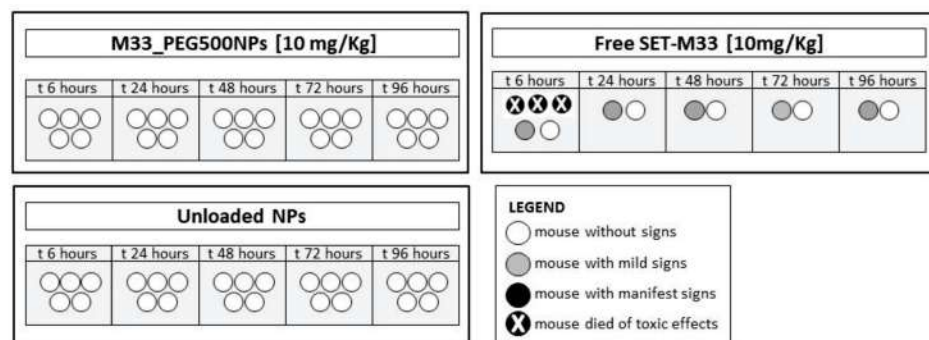 M33_PEG500NPs [10 mg/Kg]
t 6 hours t 24 hours t 48 hours t 72 hours t 96 hours
Free SET-M33 [10mg/Kg]
t 6 hours t 24 hours t 48 hours t 72 hours t 96 hours
X X X
Unloaded NPs
t 6 hours t 24 hours t 48 hours t 72 hours t 96 hours
LEGEND
mouse without signs
mouse with mild signs
mouse with manifest signs
X mouse died of toxic effects